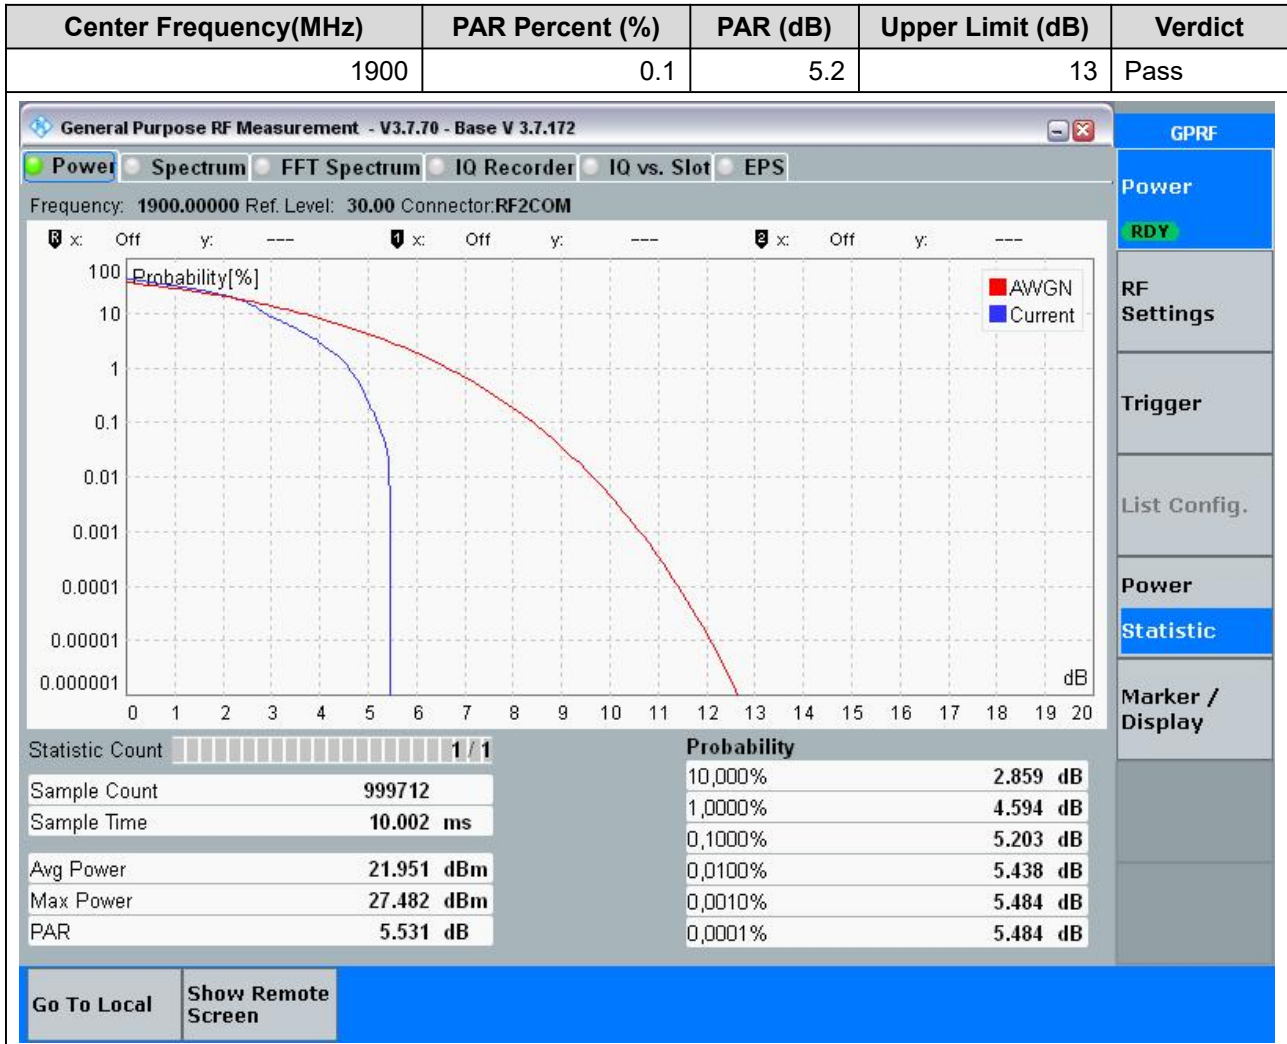 Center Frequency(MHz) PAR Percent (%) PAR (dB) Upper Limit (dB) Verdict
1900 0.1 5.2 13 Pass
General Purpose RF Measurement - V3.7.70 - Base V 3.7.172
GPRF
Power Spectrum FFT Spectrum IQ Recorder IQ vs. Slot EPS
Frequency: 1900.00000 Ref. Level: 30.00 Connector:RF2COM
R x: Off y: --- 1 x: Off y: --- 2 x: Off y: ---
Probability[%]
AWGN
Current
100
10
1
0.1
0.01
0.001
0.0001
0.00001
0.000001
dB
0 1 2 3 4 5 6 7 8 9 10 11 12 13 14 15 16 17 18 19 20
Statistic Count 1 / 1
Sample Count 999712
Sample Time 10.002 ms
Avg Power 21.951 dBm
Max Power 27.482 dBm
PAR 5.531 dB
Probability
10,000% 2.859 dB
1,0000% 4.594 dB
0,1000% 5.203 dB
0,0100% 5.438 dB
0,0010% 5.484 dB
0,0001% 5.484 dB
Power
RDY
RF
Settings
Trigger
List Config.
Power
Statistic
Marker /
Display
Go To Local
Show Remote
Screen